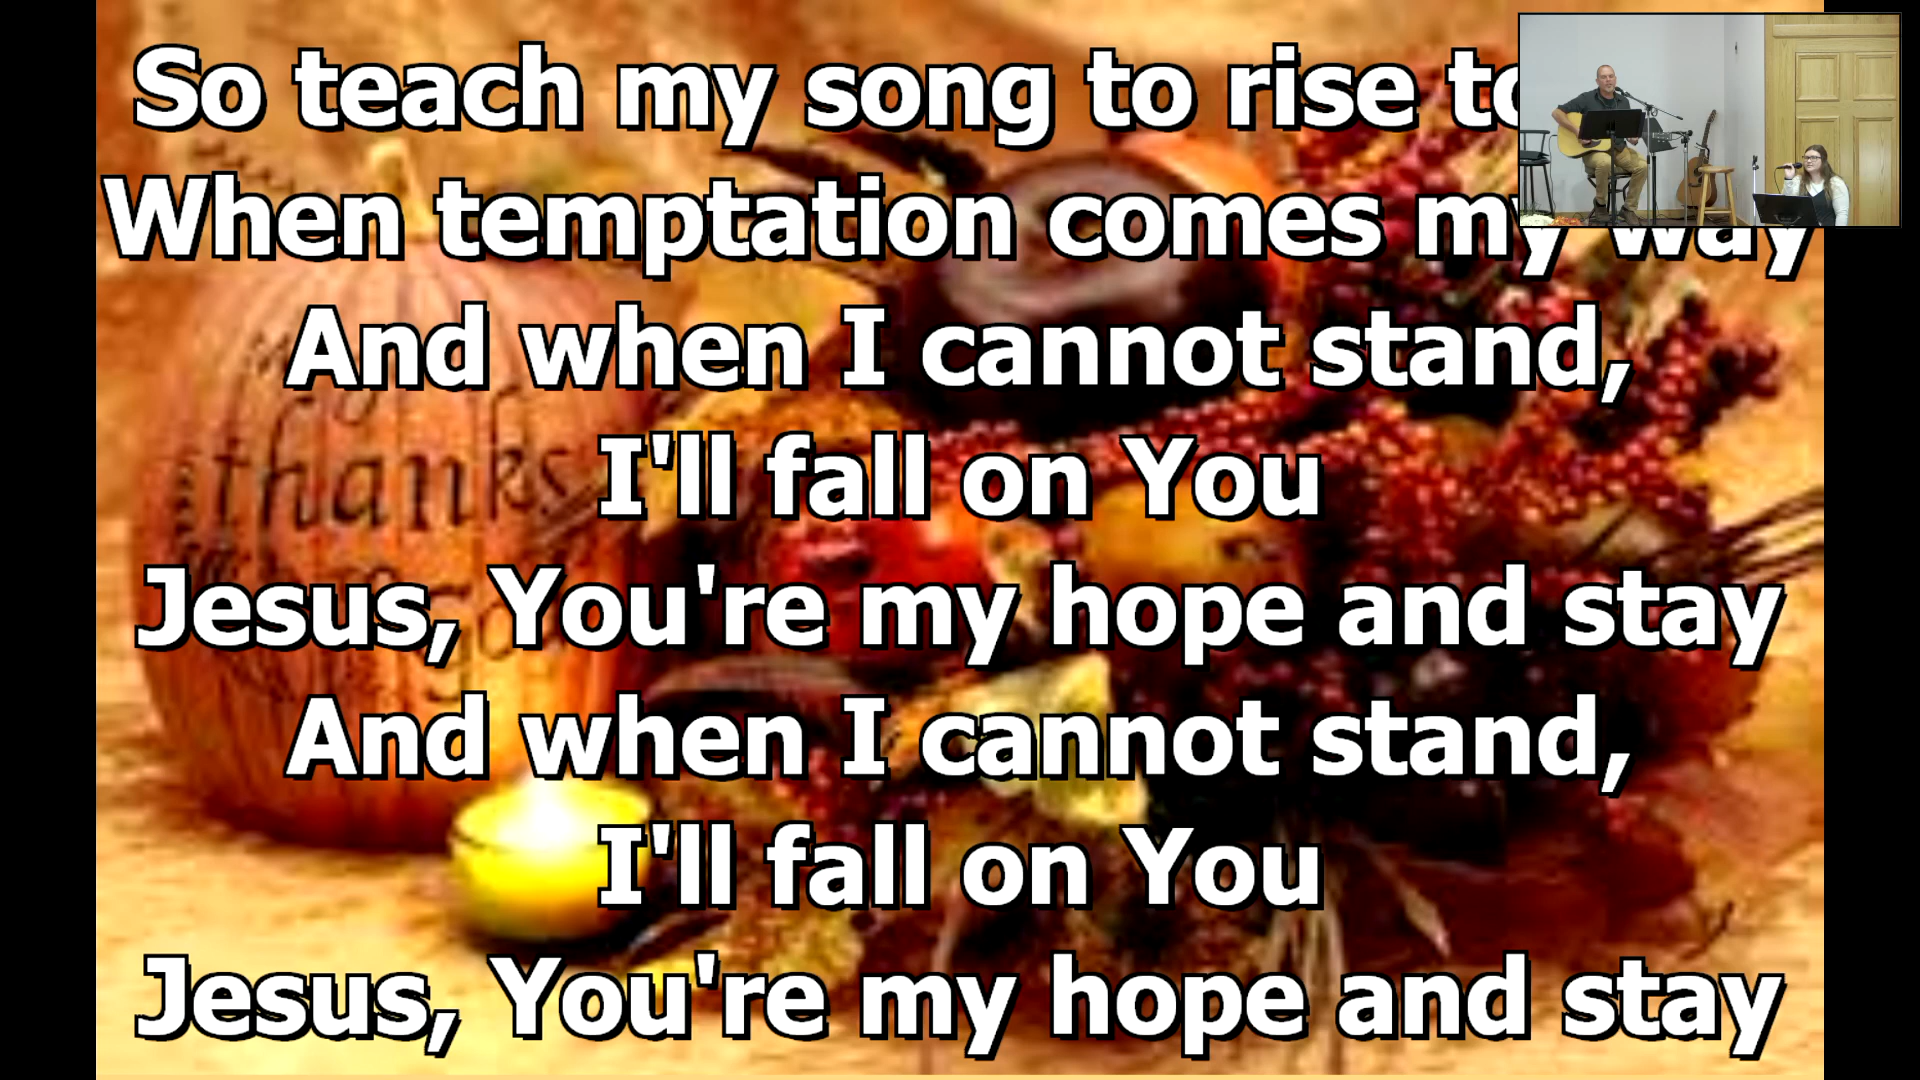 So teach my song to rise to
When temptation comes my way
And when I cannot stand,
I'll fall on You
Jesus, You're my hope and stay
And when I cannot stand,
I'll fall on You
Jesus, You're my hope and stay
thanks